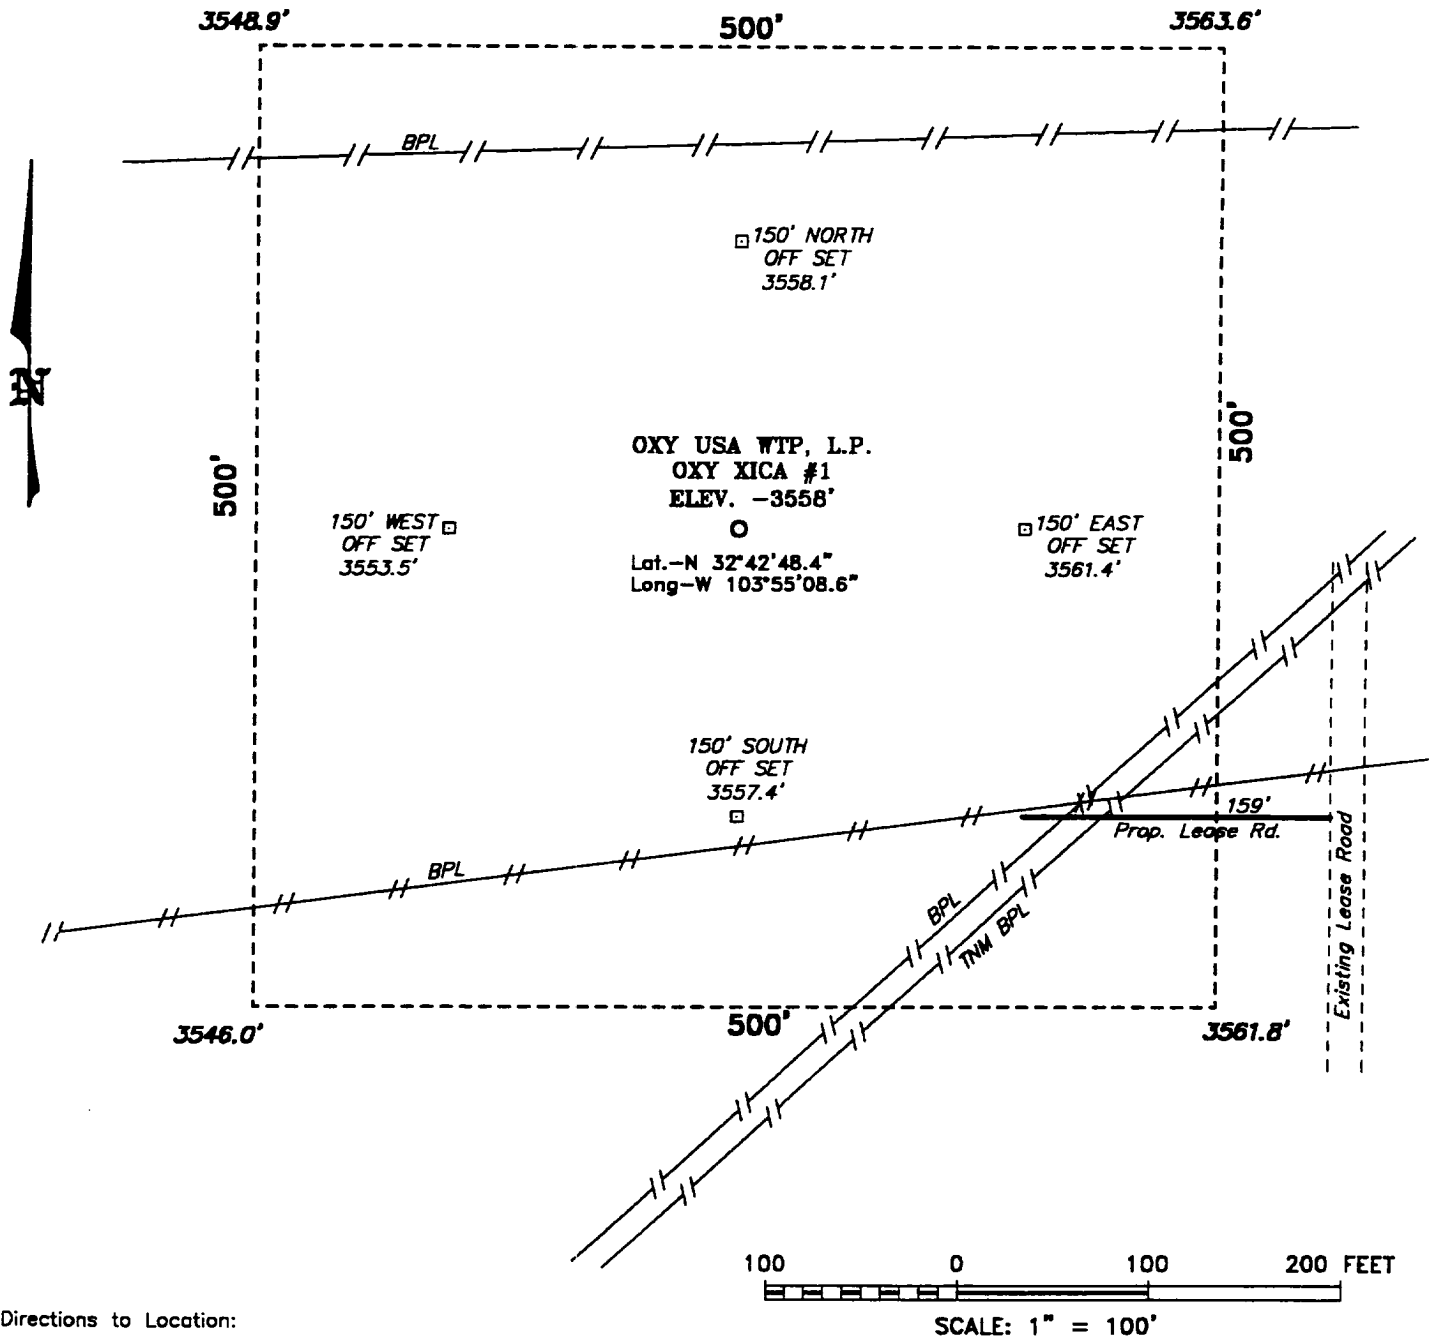 3548.9'
500'
3563.6'
BPL
150' NORTH
OFF SET
3558.1'
N
500'
500'
OXY USA WTP, L.P.
OXY XICA #1
ELEV. -3558'
150' WEST
OFF SET
3553.5'
150' EAST
OFF SET
3561.4'
Lat.-N 32°42'48.4"
Long-W 103°55'08.6"
150' SOUTH
OFF SET
3557.4'
159'
Prop. Lease Rd.
Existing Lease Road
BPL
BPL
TNM BPL
3546.0'
500'
3561.8'
100 0 100 200 FEET
SCALE: 1" = 100'
Directions to Location: